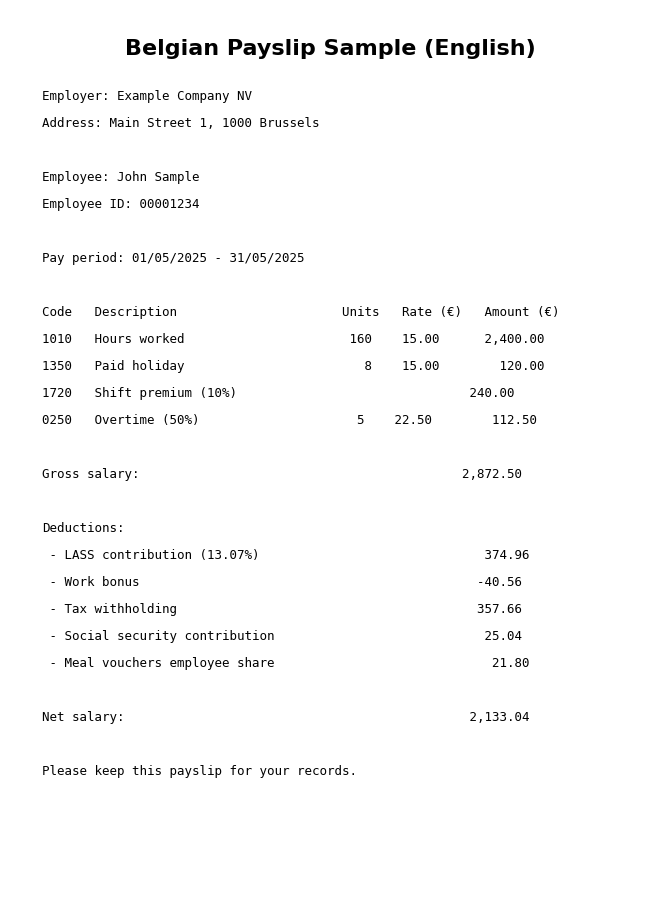 Belgian Payslip Sample (English)
Employer: Example Company NV
Address: Main Street 1, 1000 Brussels
Employee: John Sample
Employee ID: 00001234
Pay period: 01/05/2025 - 31/05/2025
Code   Description                      Units   Rate (€)   Amount (€)
1010   Hours worked                      160    15.00      2,400.00
1350   Paid holiday                        8    15.00        120.00
1720   Shift premium (10%)                               240.00
0250   Overtime (50%)                     5    22.50        112.50
Gross salary:                                           2,872.50
Deductions:
 - LASS contribution (13.07%)                              374.96
 - Work bonus                                             -40.56
 - Tax withholding                                        357.66
 - Social security contribution                            25.04
 - Meal vouchers employee share                             21.80
Net salary:                                              2,133.04
Please keep this payslip for your records.